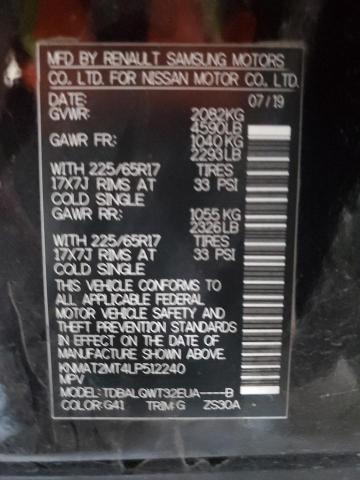 MFD BY RENAULT SAMSUNG MOTORS
CO. LTD. FOR NISSAN MOTOR CO. LTD.
DATE: 07/19
GVWR: 2082KG
4590LB
GAWR FR: 1040 KG
2293LB
WITH 225/65R17 TIRES
17X7J RIMS AT 33 PSI
COLD SINGLE
GAWR RR: 1055 KG
2326LB
WITH 225/65R17 TIRES
17X7J RIMS AT 33 PSI
COLD SINGLE
THIS VEHICLE CONFORMS TO
ALL APPLICABLE FEDERAL
MOTOR VEHICLE SAFETY AND
THEFT PREVENTION STANDARDS
IN EFFECT ON THE DATE OF
MANUFACTURE SHOWN ABOVE
KNMAT2MT4LP512240
MPV
MODEL: TDBALGWT32EUA----B
COLOR:G41 TRIM:G ZS30A